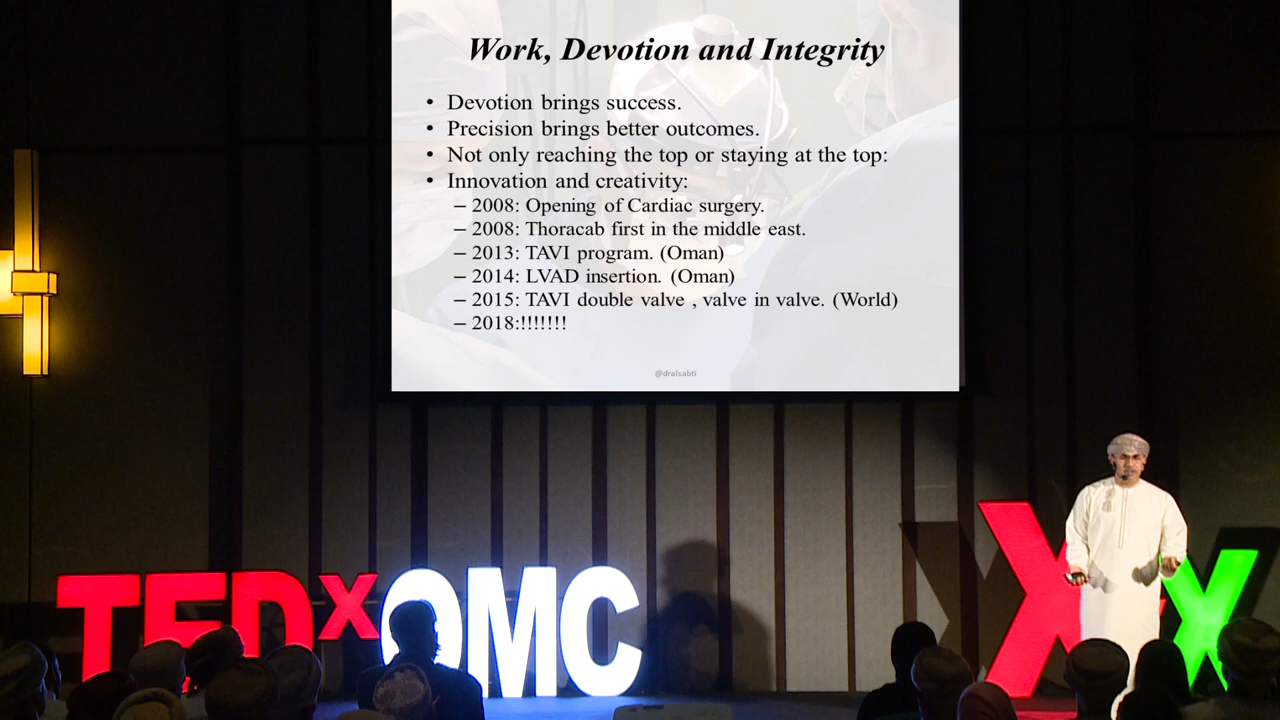 Work, Devotion and Integrity
• Devotion brings success.
• Precision brings better outcomes.
• Not only reaching the top or staying at the top:
• Innovation and creativity:
– 2008: Opening of Cardiac surgery.
– 2008: Thoracab first in the middle east.
– 2013: TAVI program. (Oman)
– 2014: LVAD insertion. (Oman)
– 2015: TAVI double valve , valve in valve. (World)
– 2018:!!!!!!!
@dralsabti
TEDxOMC
X x